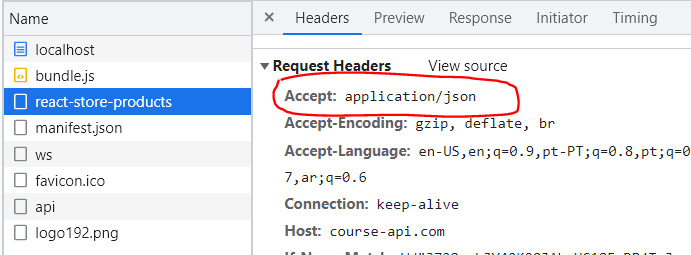 Name
localhost
bundle.js
react-store-products
manifest.json
ws
favicon.ico
api
logo192.png
Headers Preview Response Initiator Timing
Request Headers View source
Accept: application/json
Accept-Encoding: gzip, deflate, br
Accept-Language: en-US,en;q=0.9,pt-PT;q=0.8,pt;q=0
7,ar;q=0.6
Connection: keep-alive
Host: course-api.com